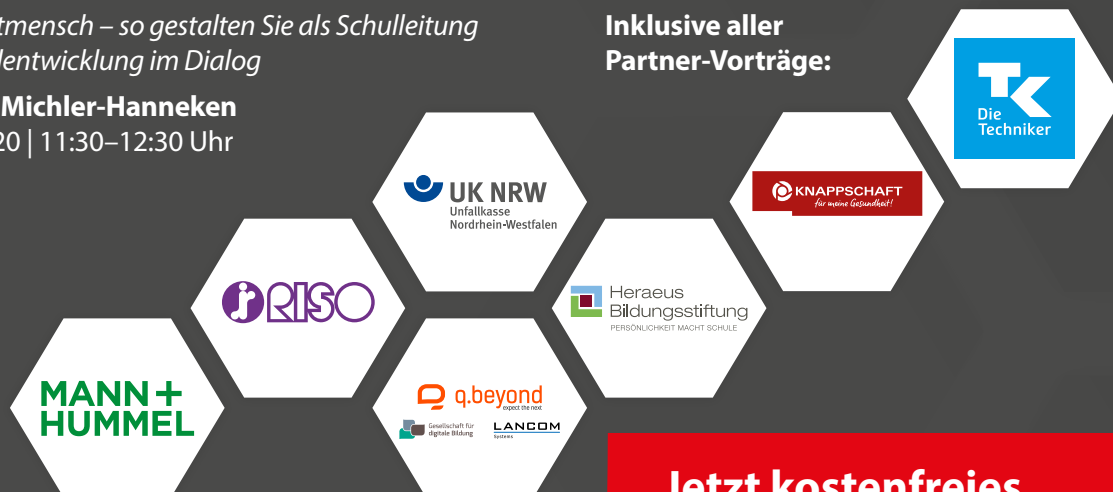 tmensch – so gestalten Sie als Schulleitung
lentwicklung im Dialog
Michler-Hanneken
20 | 11:30–12:30 Uhr
Inklusive aller
Partner-Vorträge:
TK
Die
Techniker
KNAPPSCHAFT
für meine Gesundheit!
UK NRW
Unfallkasse
Nordrhein-Westfalen
RISO
Heraeus
Bildungsstiftung
PERSÖNLICHKEIT MACHT SCHULE
MANN+
HUMMEL
q.beyond
expect the next
Gesellschaft für
digitale Bildung
LANCOM
Systems
Jetzt kostenfreies